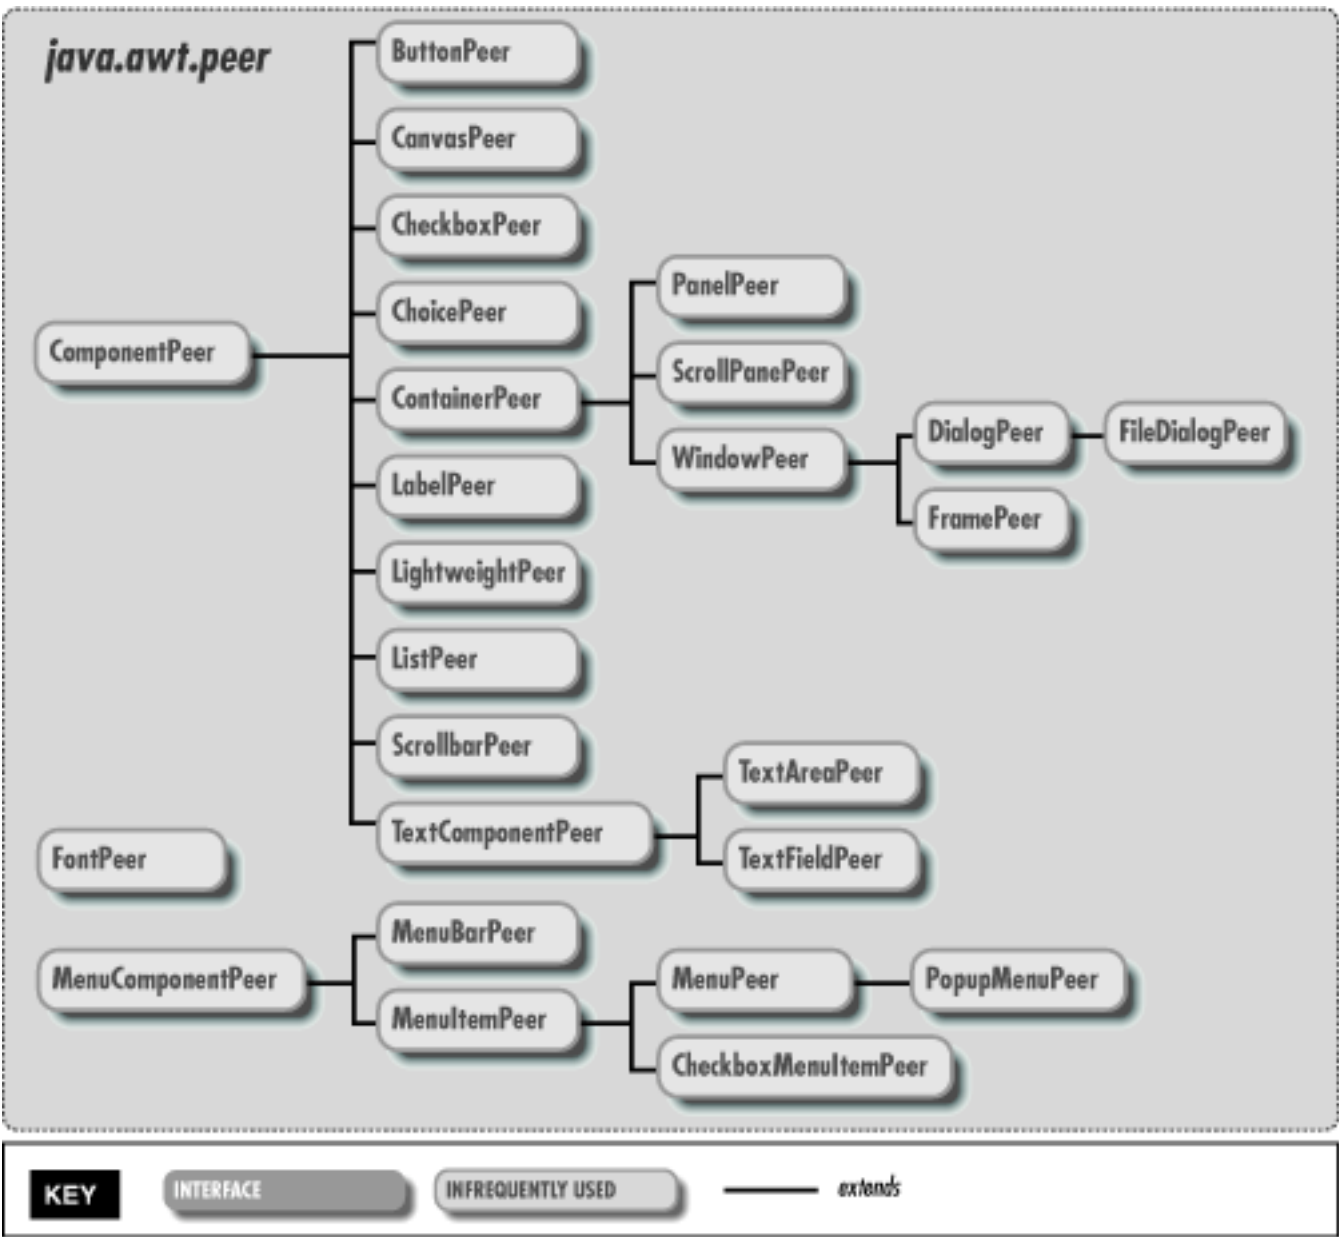 java.awt.peer
ButtonPeer
CanvasPeer
CheckboxPeer
ChoicePeer
ComponentPeer
ContainerPeer
PanelPeer
ScrollPanePeer
WindowPeer
DialogPeer
FileDialogPeer
FramePeer
LabelPeer
LightweightPeer
ListPeer
ScrollbarPeer
TextComponentPeer
TextAreaPeer
TextFieldPeer
FontPeer
MenuComponentPeer
MenuBarPeer
MenuItemPeer
MenuPeer
PopupMenuPeer
CheckboxMenuItemPeer
KEY
INTERFACE
INFREQUENTLY USED
extends